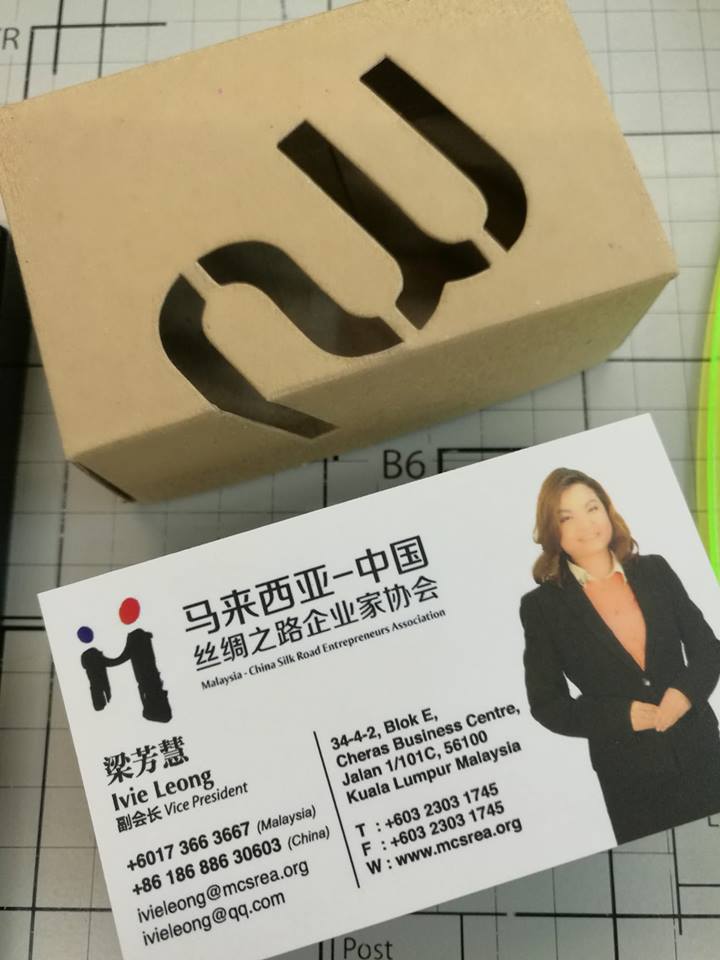 B6
马来西亚-中国
丝绸之路企业家协会
Malaysia - China Silk Road Entrepreneurs Association
梁芳慧
Ivie Leong
副会长 Vice President
+6017 366 3667 (Malaysia)
+86 186 886 30603 (China)
ivieleong@mcsrea.org
ivieleong@qq.com
34-4-2, Blok E,
Cheras Business Centre,
Jalan 1/101C, 56100
Kuala Lumpur Malaysia
T : +603 2303 1745
F : +603 2303 1745
W : www.mcsrea.org
Post